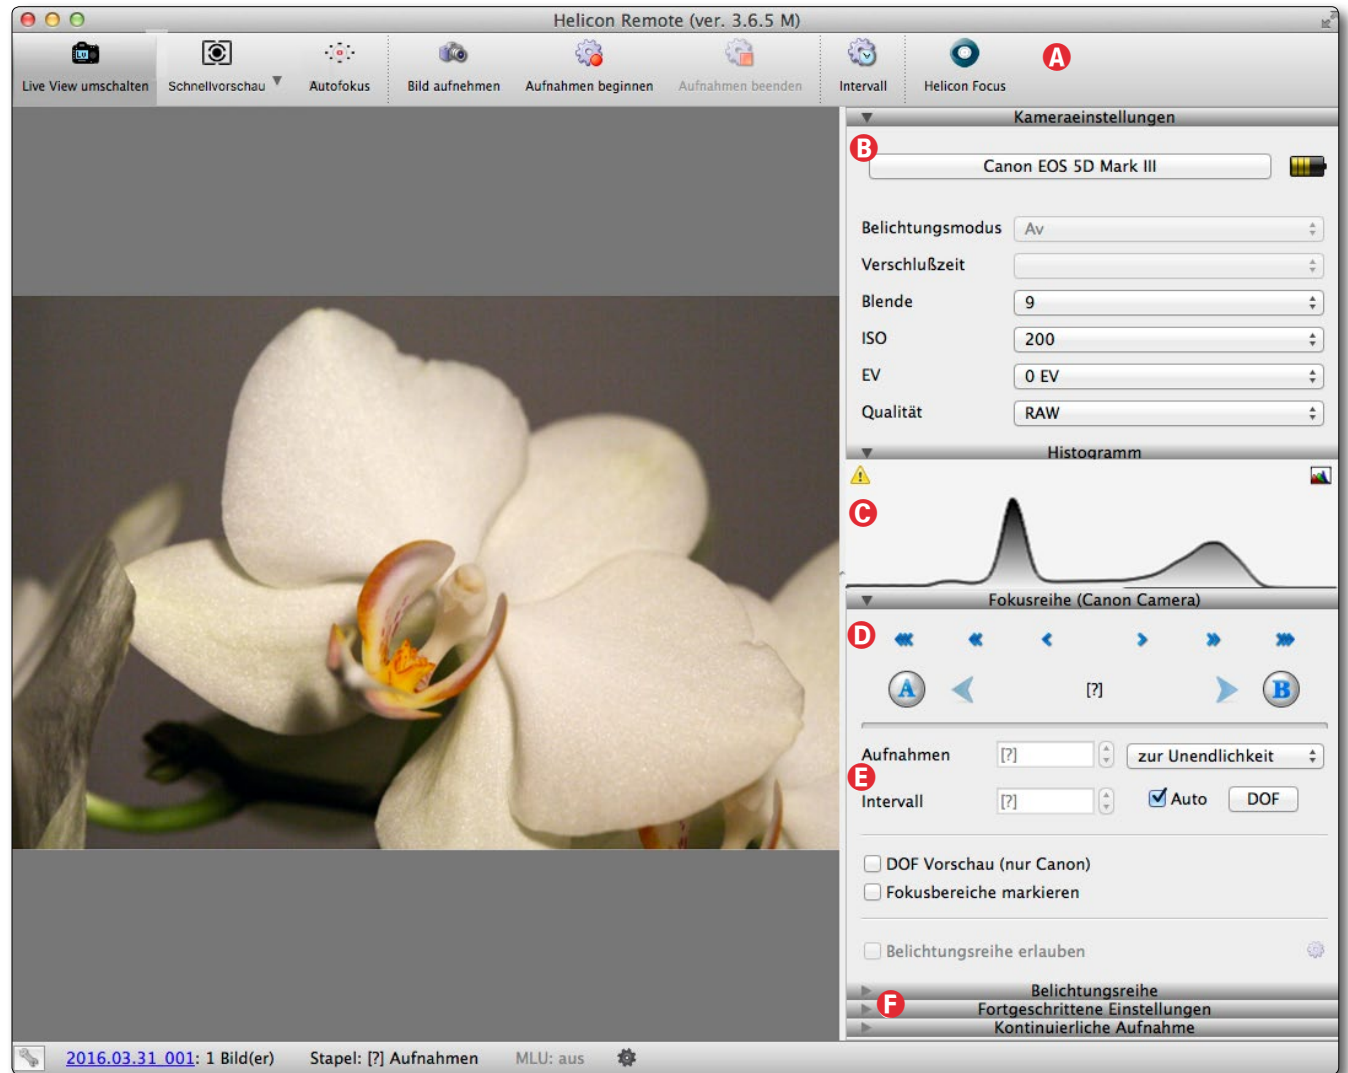 Helicon Remote (ver. 3.6.5 M)
Lv
Live View umschalten
Schnellvorschau
Autofokus
Bild aufnehmen
Aufnahmen beginnen
Aufnahmen beenden
Intervall
Helicon Focus
A
Kameraeinstellungen
B
Canon EOS 5D Mark III
Belichtungsmodus Av
Verschlußzeit
Blende 9
ISO 200
EV 0 EV
Qualität RAW
Histogramm
C
Fokusreihe (Canon Camera)
D
A [?] B
Aufnahmen [?] zur Unendlichkeit
E
Intervall [?] Auto DOF
DOF Vorschau (nur Canon)
Fokusbereiche markieren
Belichtungsreihe erlauben
Belichtungsreihe
F
Fortgeschrittene Einstellungen
Kontinuierliche Aufnahme
2016.03.31_001: 1 Bild(er) Stapel: [?] Aufnahmen MLU: aus